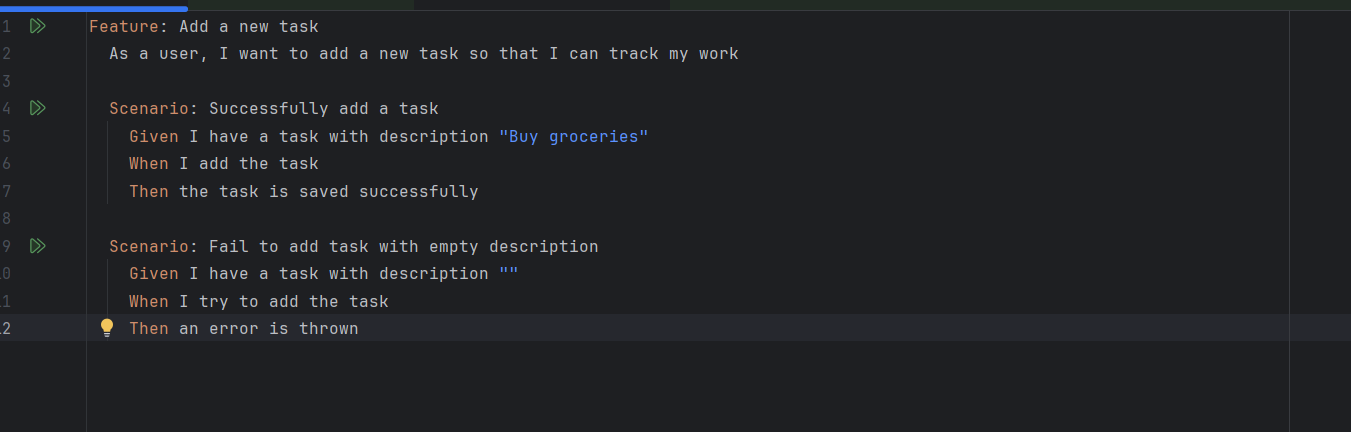 1 Feature: Add a new task
2 As a user, I want to add a new task so that I can track my work
3
4 Scenario: Successfully add a task
5 Given I have a task with description "Buy groceries"
6 When I add the task
7 Then the task is saved successfully
8
9 Scenario: Fail to add task with empty description
0 Given I have a task with description ""
1 When I try to add the task
2 Then an error is thrown